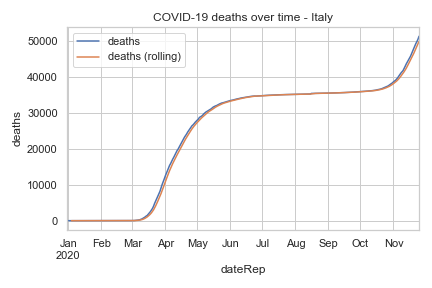 COVID-19 deaths over time - Italy
deaths
deaths (rolling)
50000
40000
30000
20000
10000
0
deaths
Jan Feb Mar Apr May Jun Jul Aug Sep Oct Nov
2020
dateRep